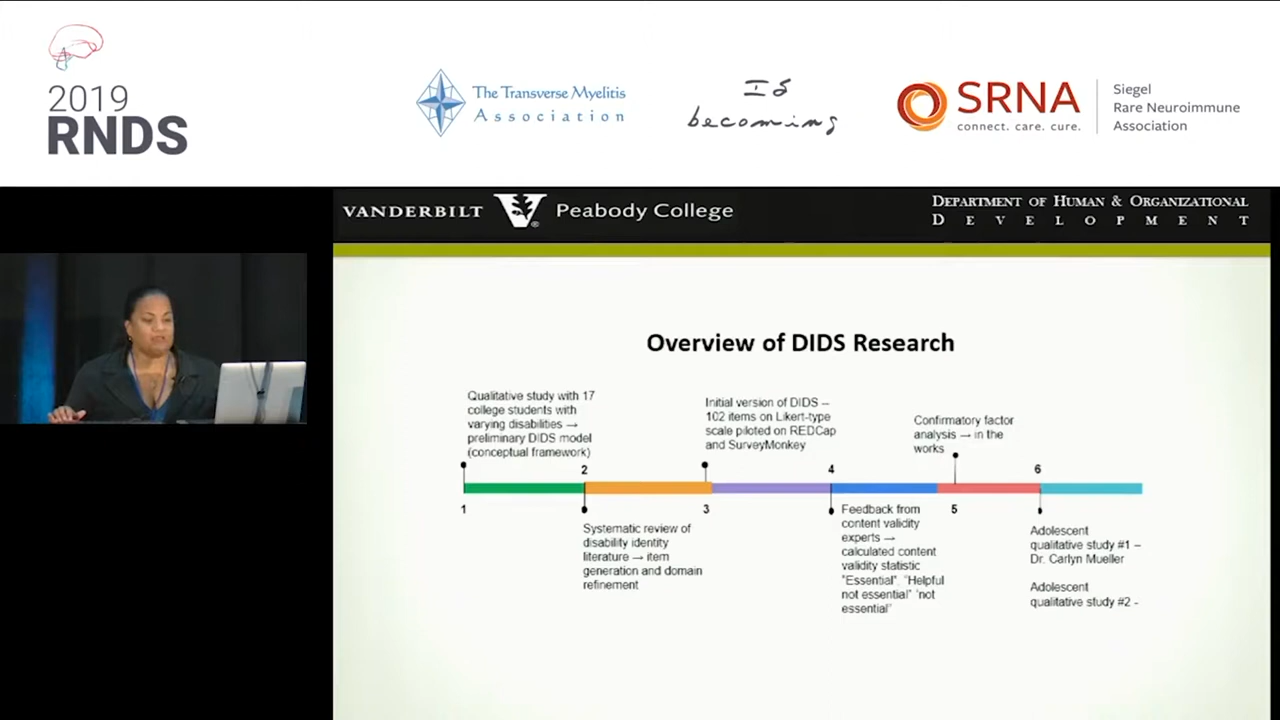 2019
RNDS
The Transverse Myelitis
Association
Is
becoming
SRNA
connect. care. cure.
Siegel
Rare Neuroimmune
Association
VANDERBILT V Peabody College
DEPARTMENT OF HUMAN & ORGANIZATIONAL
DEVELOPMENT
Overview of DIDS Research
Qualitative study with 17
college students with
varying disabilities →
preliminary DIDS model
(conceptual framework)
1
2
Systematic review of
disability identity
literature → item
generation and domain
refinement
Initial version of DIDS –
102 items on Likert-type
scale piloted on REDCap
and SurveyMonkey
3
4
Feedback from
content validity
experts →
calculated content
validity statistic
"Essential", "Helpful
not essential" "not
essential"
Confirmatory factor
analysis → in the
works
5
6
Adolescent
qualitative study #1 –
Dr. Carlyn Mueller
Adolescent
qualitative study #2 -